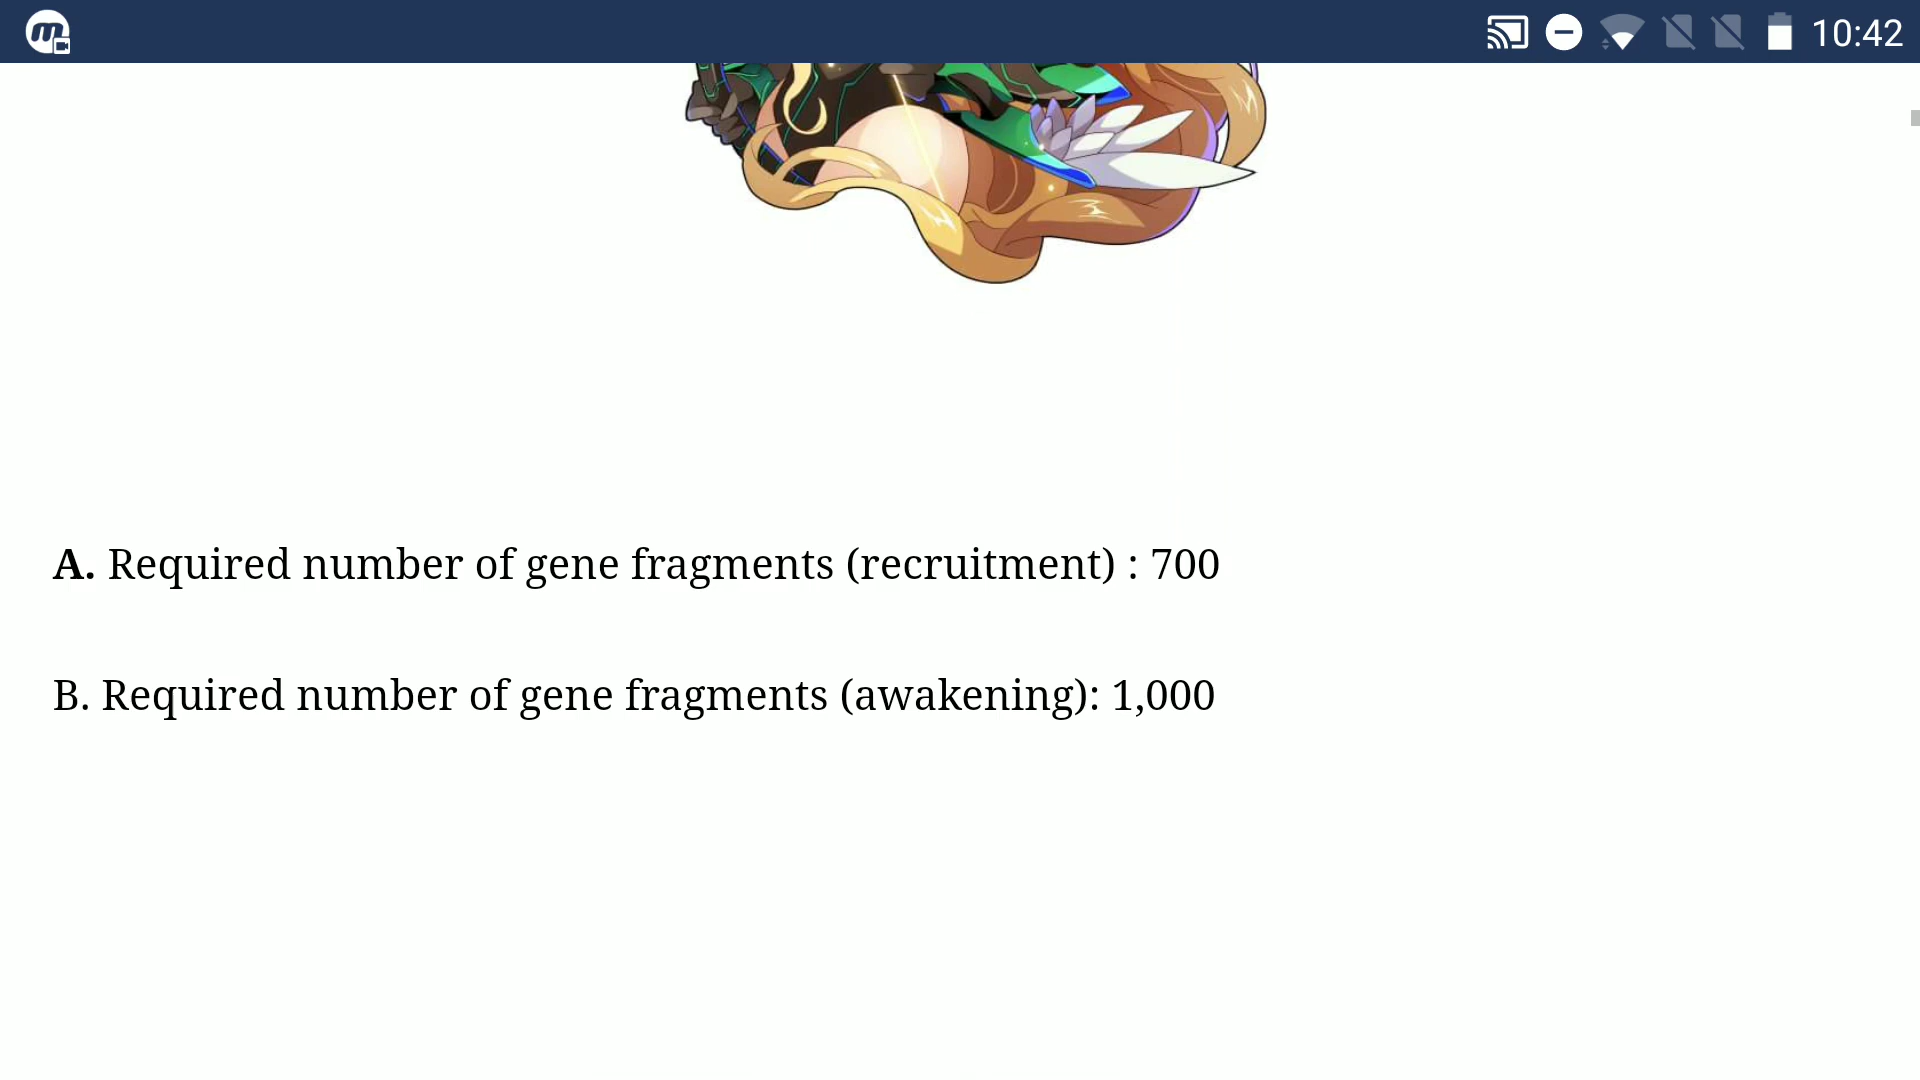 10:42
A. Required number of gene fragments (recruitment) : 700
B. Required number of gene fragments (awakening): 1,000